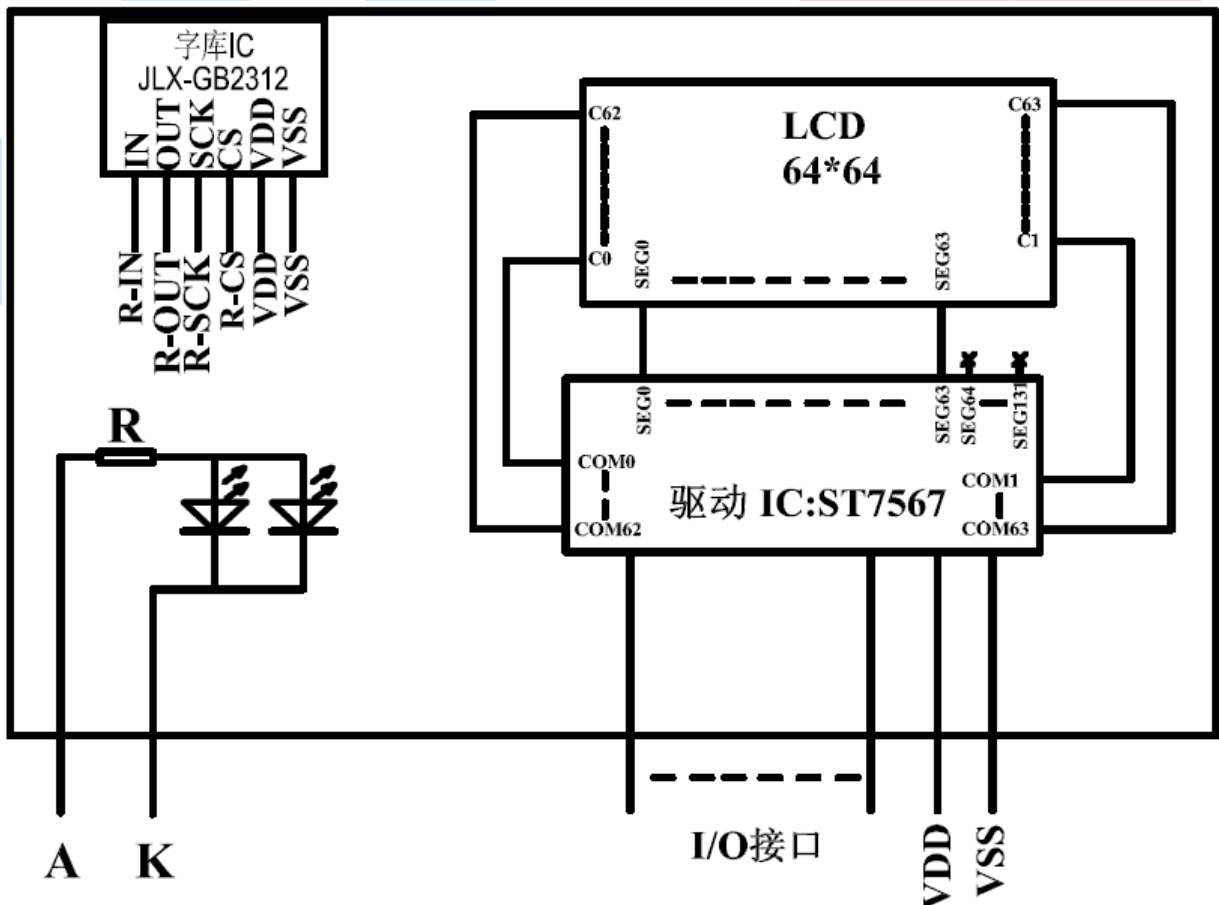 字库IC
JLX-GB2312
IN
OUT
SCK
CS
VDD
VSS
R-IN
R-OUT
R-SCK
R-CS
VDD
VSS
LCD
64*64
C62
C0
C63
C1
SEG0
SEG63
SEG0
SEG63
SEG64
SEG131
COM0
COM62
COM1
COM63
驱动 IC:ST7567
R
A
K
I/O接口
VDD
VSS